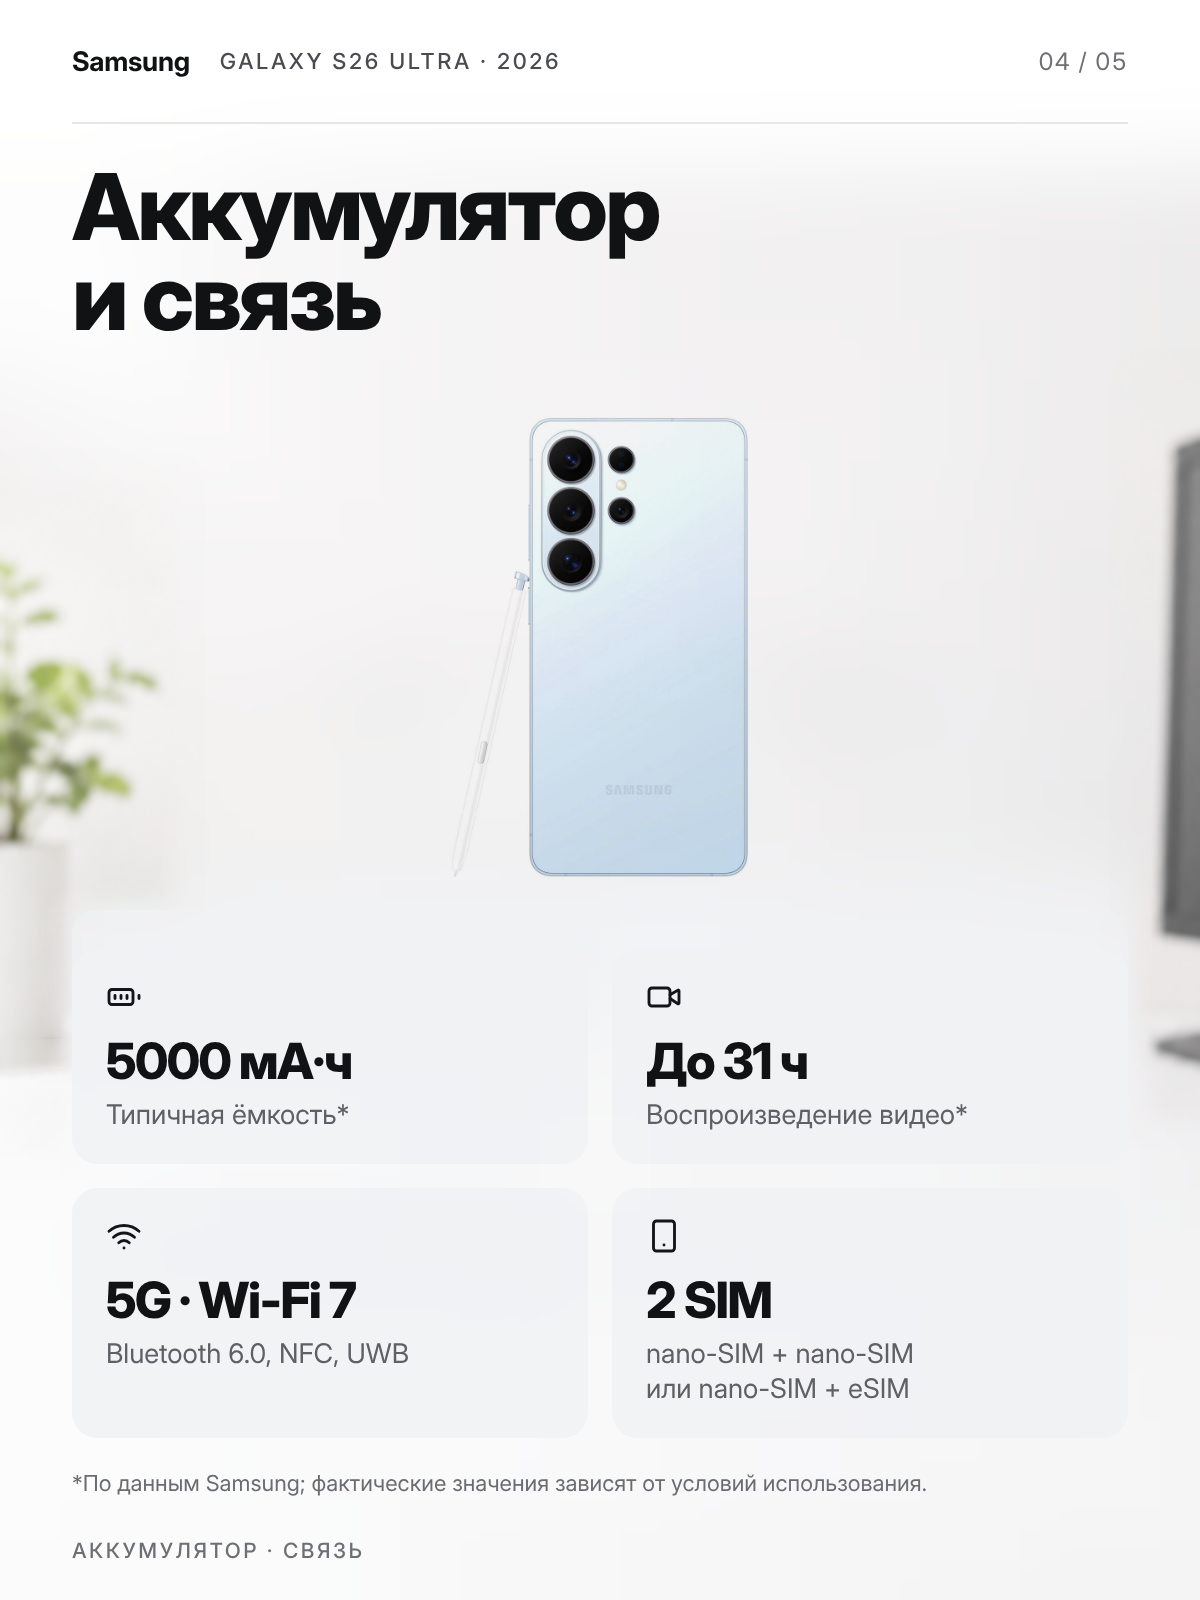 Samsung
GALAXY S26 ULTRA · 2026
04 / 05
Аккумулятор
и связь
SAMSUNG
5000 мА·ч
Типичная ёмкость*
До 31 ч
Воспроизведение видео*
5G · Wi-Fi 7
Bluetooth 6.0, NFC, UWB
2 SIM
nano-SIM + nano-SIM
или nano-SIM + eSIM
*По данным Samsung; фактические значения зависят от условий использования.
АККУМУЛЯТОР · СВЯЗЬ